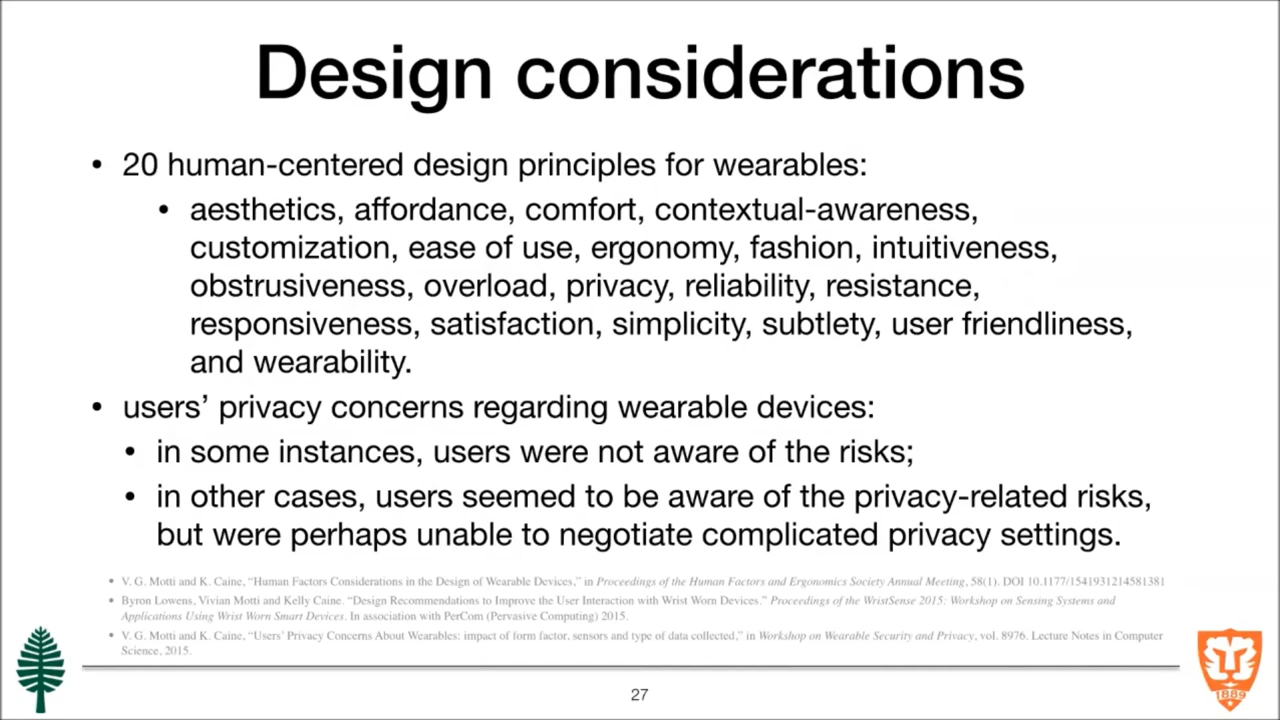 Design considerations
• 20 human-centered design principles for wearables:
• aesthetics, affordance, comfort, contextual-awareness,
customization, ease of use, ergonomy, fashion, intuitiveness,
obstrusiveness, overload, privacy, reliability, resistance,
responsiveness, satisfaction, simplicity, subtlety, user friendliness,
and wearability.
• users’ privacy concerns regarding wearable devices:
• in some instances, users were not aware of the risks;
• in other cases, users seemed to be aware of the privacy-related risks,
but were perhaps unable to negotiate complicated privacy settings.
• V. G. Motti and K. Caine, “Human Factors Considerations in the Design of Wearable Devices,” in Proceedings of the Human Factors and Ergonomics Society Annual Meeting, 58(1). DOI 10.1177/1541931214581381
• Byron Lowens, Vivian Motti and Kelly Caine. “Design Recommendations to Improve the User Interaction with Wrist Worn Devices.” Proceedings of the WristSense 2015: Workshop on Sensing Systems and
Applications Using Wrist Worn Smart Devices. In association with PerCom (Pervasive Computing) 2015.
• V. G. Motti and K. Caine, “Users’ Privacy Concerns About Wearables: impact of form factor, sensors and type of data collected,” in Workshop on Wearable Security and Privacy, vol. 8976. Lecture Notes in Computer
Science, 2015.
27
1889